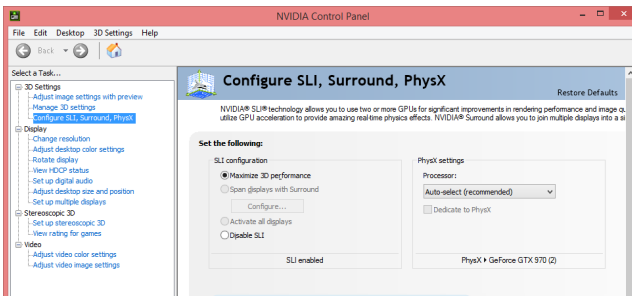 NVIDIA Control Panel
File Edit Desktop 3D Settings Help
Back
Select a Task...
3D Settings
Adjust image settings with preview
Manage 3D settings
Configure SLI, Surround, PhysX
Display
Change resolution
Adjust desktop color settings
Rotate display
View HDCP status
Set up digital audio
Adjust desktop size and position
Set up multiple displays
Stereoscopic 3D
Set up stereoscopic 3D
View rating for games
Video
Adjust video color settings
Adjust video image settings
Configure SLI, Surround, PhysX
Restore Defaults
NVIDIA® SLI® technology allows you to use two or more GPUs for significant improvements in rendering performance and image qu
utilize GPU acceleration to provide amazing real-time physics effects. NVIDIA® Surround allows you to join multiple displays into a si
Set the following:
SLI configuration
Maximize 3D performance
Span displays with Surround
Configure...
Activate all displays
Disable SLI
SLI enabled
PhysX settings
Processor:
Auto-select (recommended)
Dedicate to PhysX
PhysX ▸ GeForce GTX 970 (2)